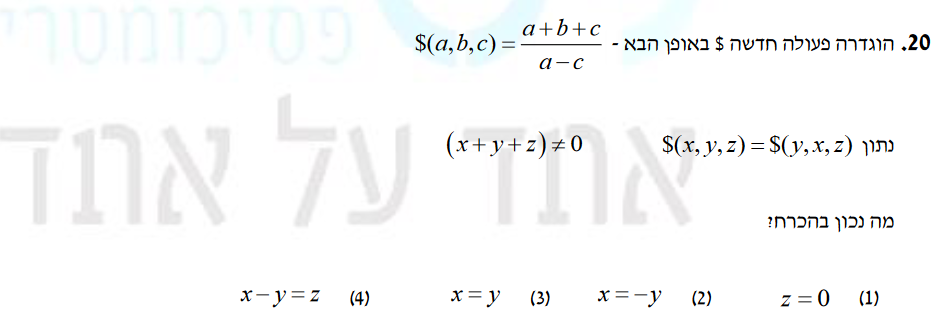 פסיכומטרי
אחד על אחד
20. הוגדרה פעולה חדשה $ באופן הבא - $(a,b,c) = \frac{a+b+c}{a-c}
נתון $(x,y,z) = $(y,x,z) (x+y+z) ≠ 0
מה נכון בהכרח?
(1) z = 0 (2) x = -y (3) x = y (4) x - y = z